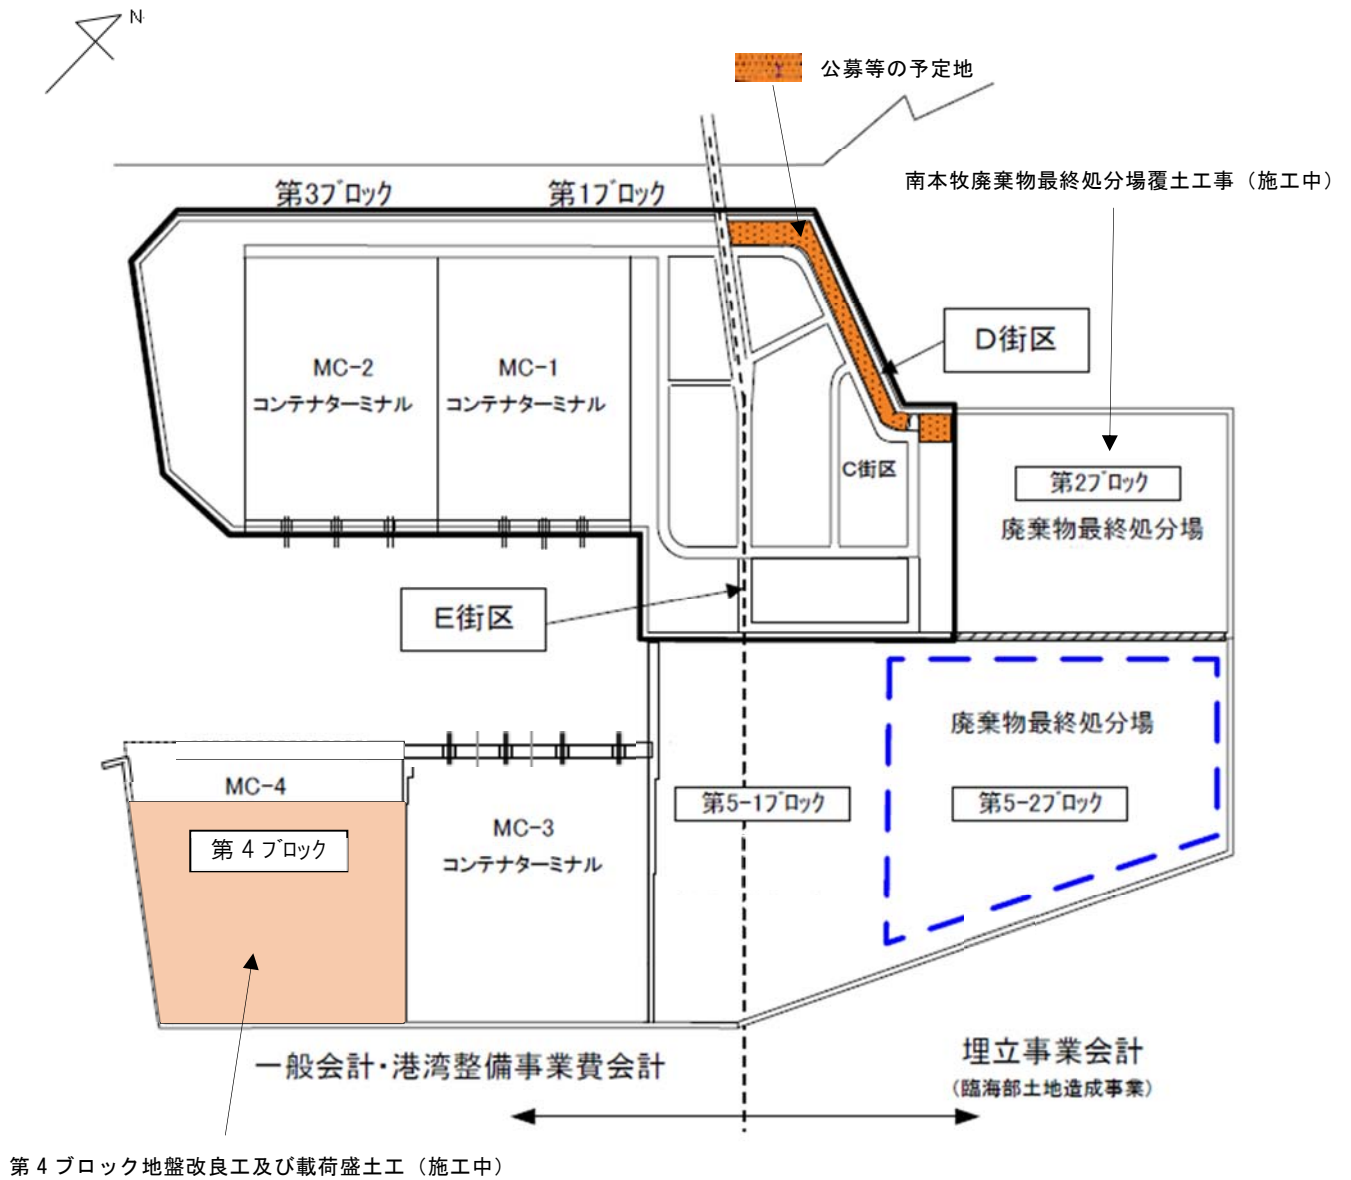 N
公募等の予定地
南本牧廃棄物最終処分場覆土工事（施工中）
第3ブロック
第1ブロック
D街区
MC-2
コンテナターミナル
MC-1
コンテナターミナル
C街区
第2ブロック
廃棄物最終処分場
E街区
廃棄物最終処分場
MC-4
第5-1ブロック
第5-2ブロック
第4ブロック
MC-3
コンテナターミナル
一般会計・港湾整備事業費会計
埋立事業会計
（臨海部土地造成事業）
第4ブロック地盤改良工及び載荷盛土工（施工中）